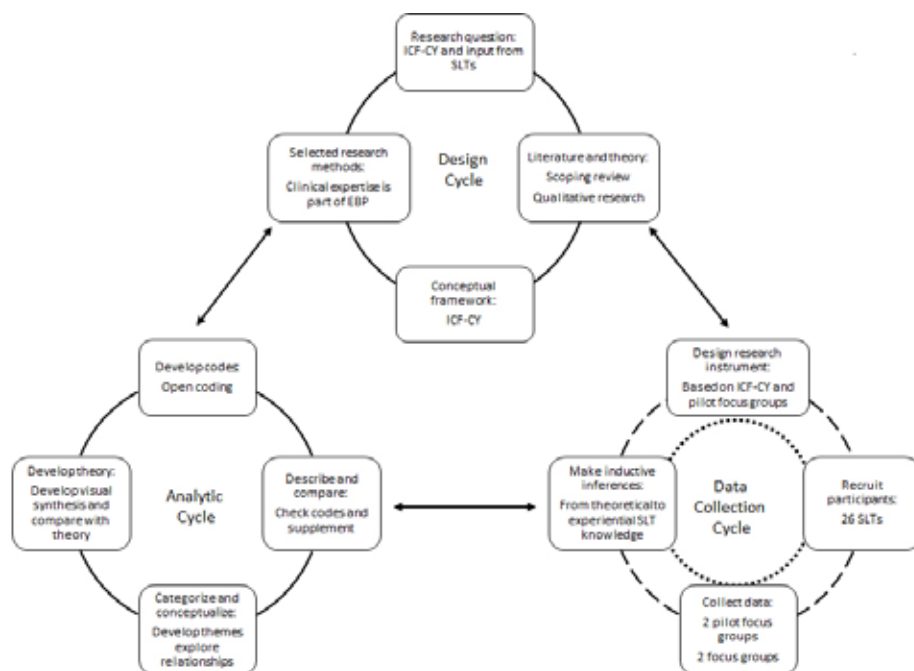 Research question:
ICF-CY and input from
SLTs
Selected research
methods:
Clinical expertise is
part of EBP
Design
Cycle
Literature and theory:
Scoping review
Qualitative research
Conceptual
framework:
ICF-CY
Develop codes:
Open coding
Develop theory:
Develop visual
synthesis and
compare with
theory
Analytic
Cycle
Describe and
compare:
Check codes and
supplement
Categorize and
conceptualize:
Develop themes
explore
relationships
Design research
instrument:
Based on ICF-CY and
pilot focus groups
Make inductive
inferences:
From theoretical to
experiential SLT
knowledge
Data
Collection
Cycle
Recruit
participants:
26 SLTs
Collect data:
2 pilot focus
groups
2 focus groups